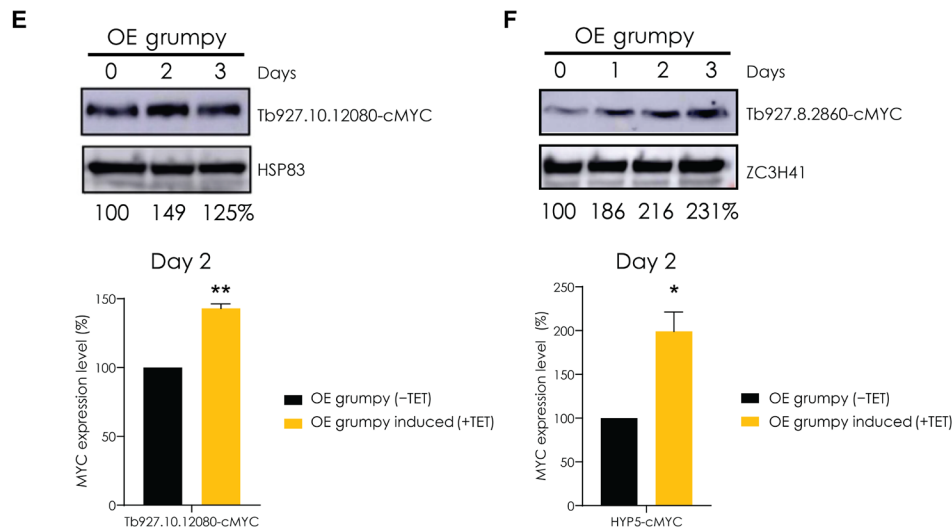 E
OE grumpy
0 2 3 Days
Tb927.10.12080-cMYC
HSP83
100 149 125%
Day 2
**
MYC expression level (%)
150
100
50
0
Tb927.10.12080-cMYC
OE grumpy (–TET)
OE grumpy induced (+TET)
F
OE grumpy
0 1 2 3 Days
Tb927.8.2860-cMYC
ZC3H41
100 186 216 231%
Day 2
*
MYC expression level (%)
250
200
150
100
50
0
HYP5-cMYC
OE grumpy (–TET)
OE grumpy induced (+TET)